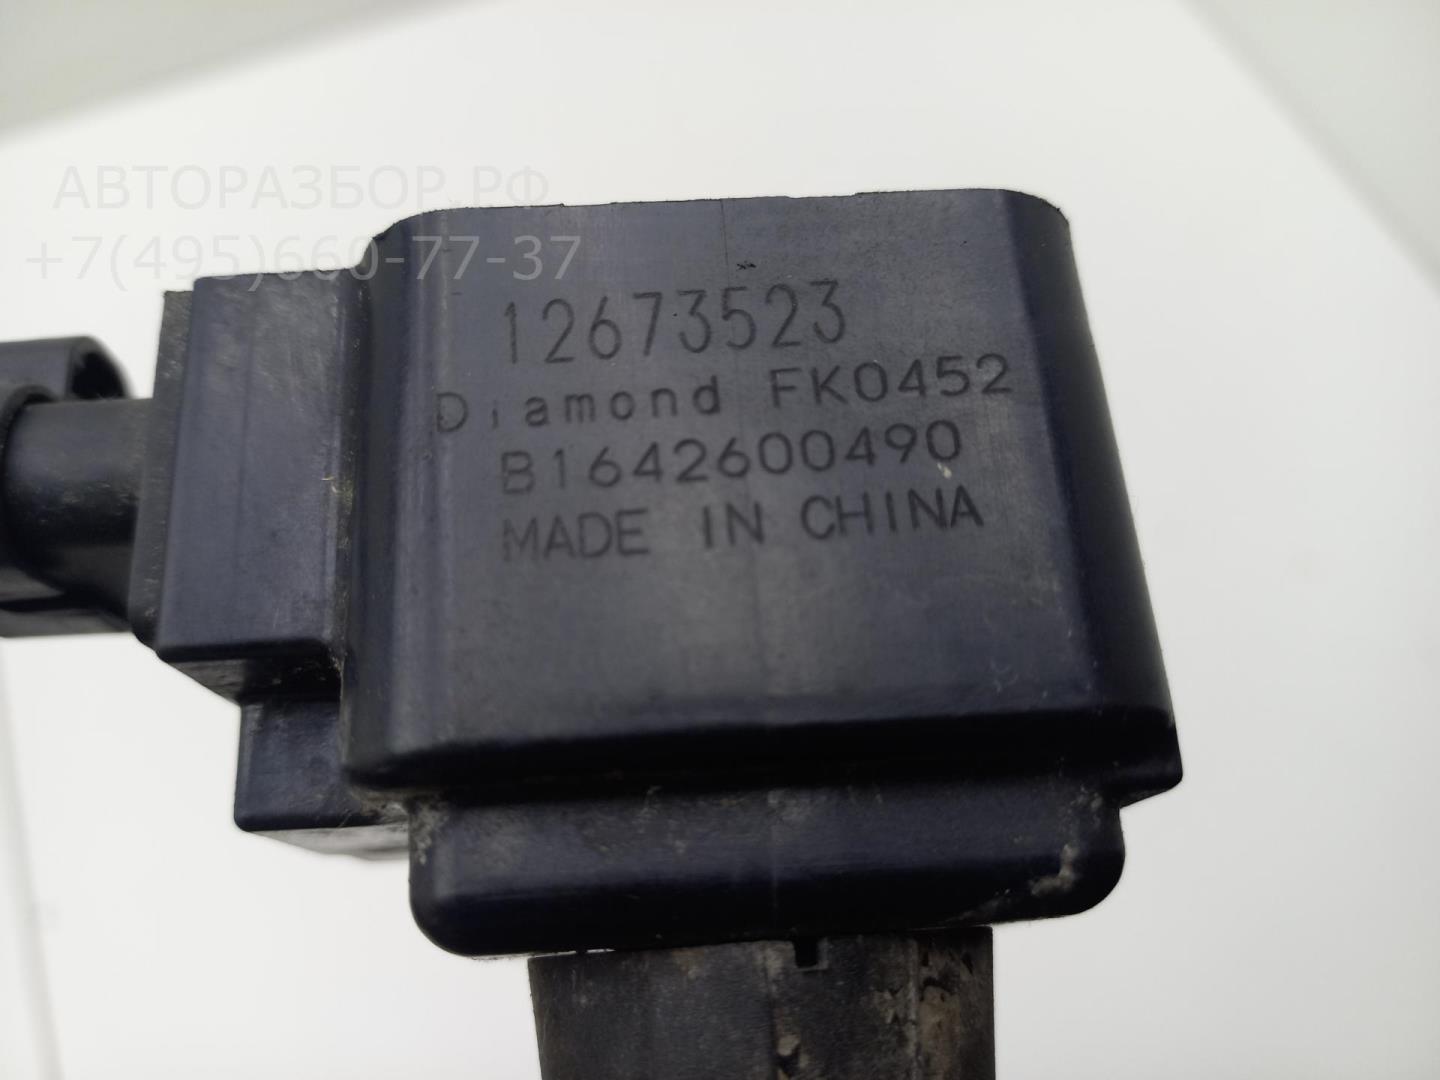 АВТОРАЗБОР.РФ
+7(495)660-77-37
12673523
Diamond FK0452
B1642600490
MADE IN CHINA